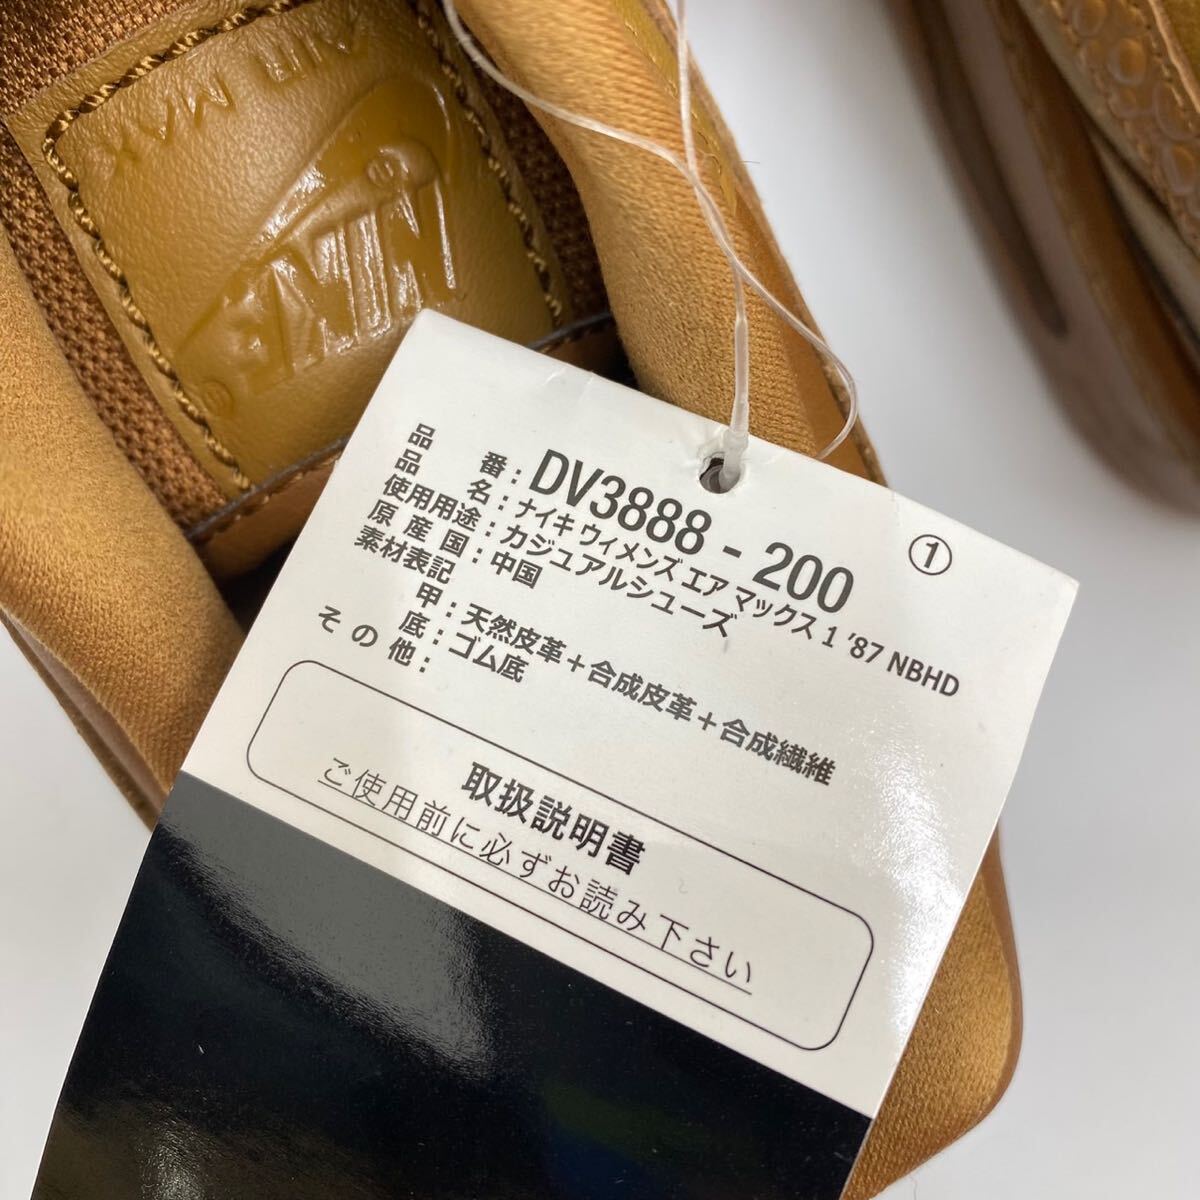 AIR MAX
NIKE®
①
品番：DV3888 - 200
品名：ナイキ ウィメンズ エア マックス 1 '87 NBHD
使用用途：カジュアルシューズ
原産国：中国
素材表記
甲：天然皮革＋合成皮革＋合成繊維
底：ゴム底
その他：
取扱説明書
ご使用前に必ずお読み下さい